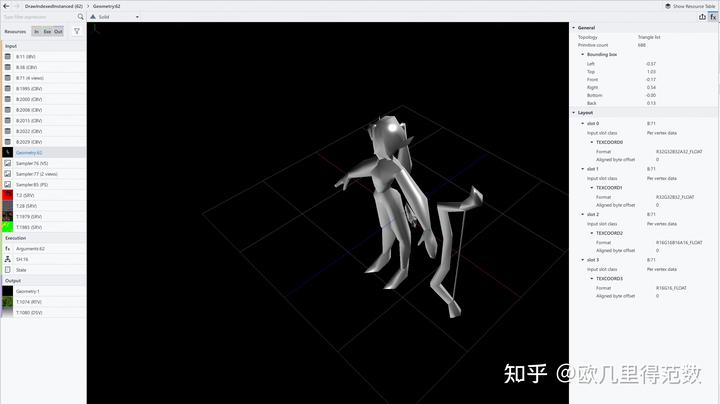 DrawIndexedInstanced (62) > Geometry:62
Show Resource Table
Type filter expression
Solid
Resources In Exe Out
fx
Input
B:11 (IBV)
B:38 (CBV)
B:71 (4 views)
B:1995 (CBV)
B:2000 (CBV)
B:2008 (CBV)
B:2015 (CBV)
B:2022 (CBV)
B:2029 (CBV)
Geometry:62
Sampler:76 (VS)
Sampler:77 (2 views)
Sampler:85 (PS)
T:2 (SRV)
T:28 (SRV)
T:1979 (SRV)
T:1985 (SRV)
Execution
Arguments:62
SH:16
State
Output
Geometry:1
T:1074 (RTV)
T:1080 (DSV)
General
Topology Triangle list
Primitive count 688
Bounding box
Left -0.57
Top 1.03
Front -0.17
Right 0.54
Bottom -0.00
Back 0.13
Layout
slot 0 B:71
Input slot class Per vertex data
TEXCOORD0
Format R32G32B32A32_FLOAT
Aligned byte offset 0
slot 1 B:71
Input slot class Per vertex data
TEXCOORD1
Format R32G32B32_FLOAT
Aligned byte offset 0
slot 2 B:71
Input slot class Per vertex data
TEXCOORD2
Format R16G16B16A16_FLOAT
Aligned byte offset 0
slot 3 B:71
Input slot class Per vertex data
TEXCOORD3
Format R16G16_FLOAT
Aligned byte offset 0
知乎 @欧几里得范数